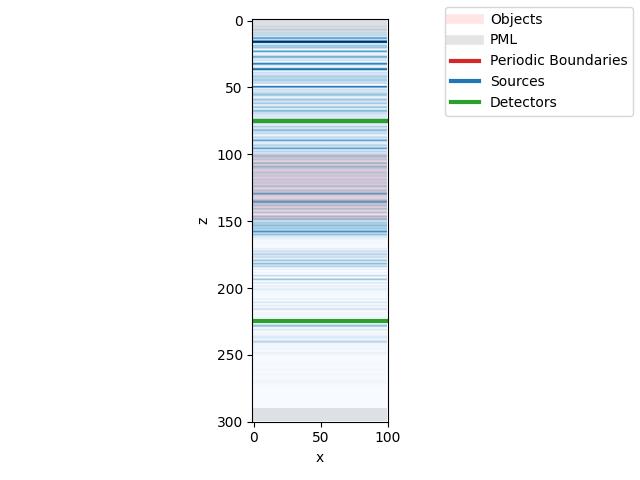 Objects
PML
Periodic Boundaries
Sources
Detectors
0
50
100
150
200
250
300
z
0
50
100
x